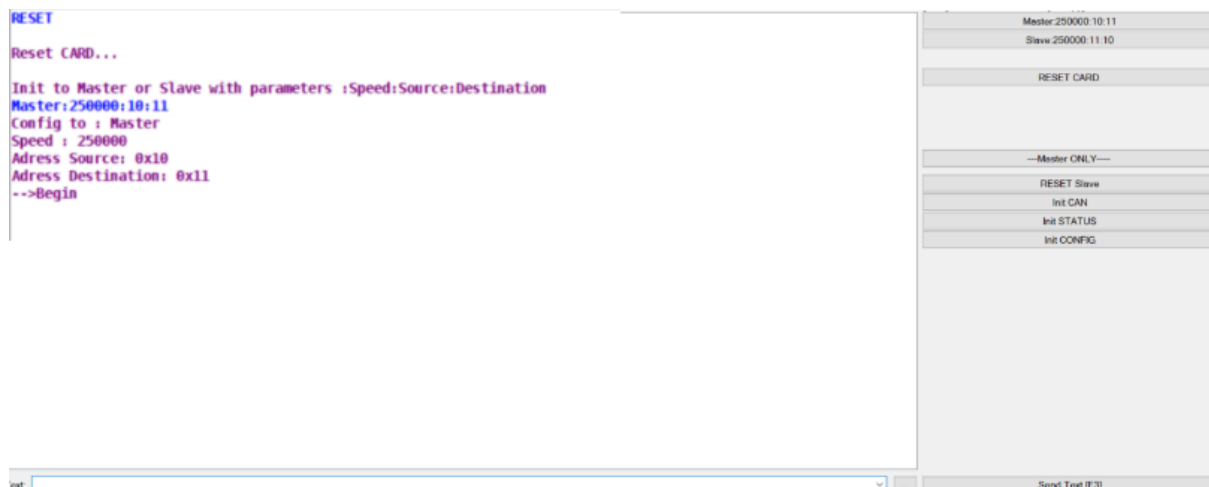 RESET
Reset CARD...
Init to Master or Slave with parameters :Speed:Source:Destination
Master:250000:10:11
Config to : Master
Speed : 250000
Adress Source: 0x10
Adress Destination: 0x11
-->Begin
Master:250000:10:11
Slave:250000:11:10
RESET CARD
---Master ONLY----
RESET Slave
Init CAN
Init STATUS
Init CONFIG
Send Text [F3]